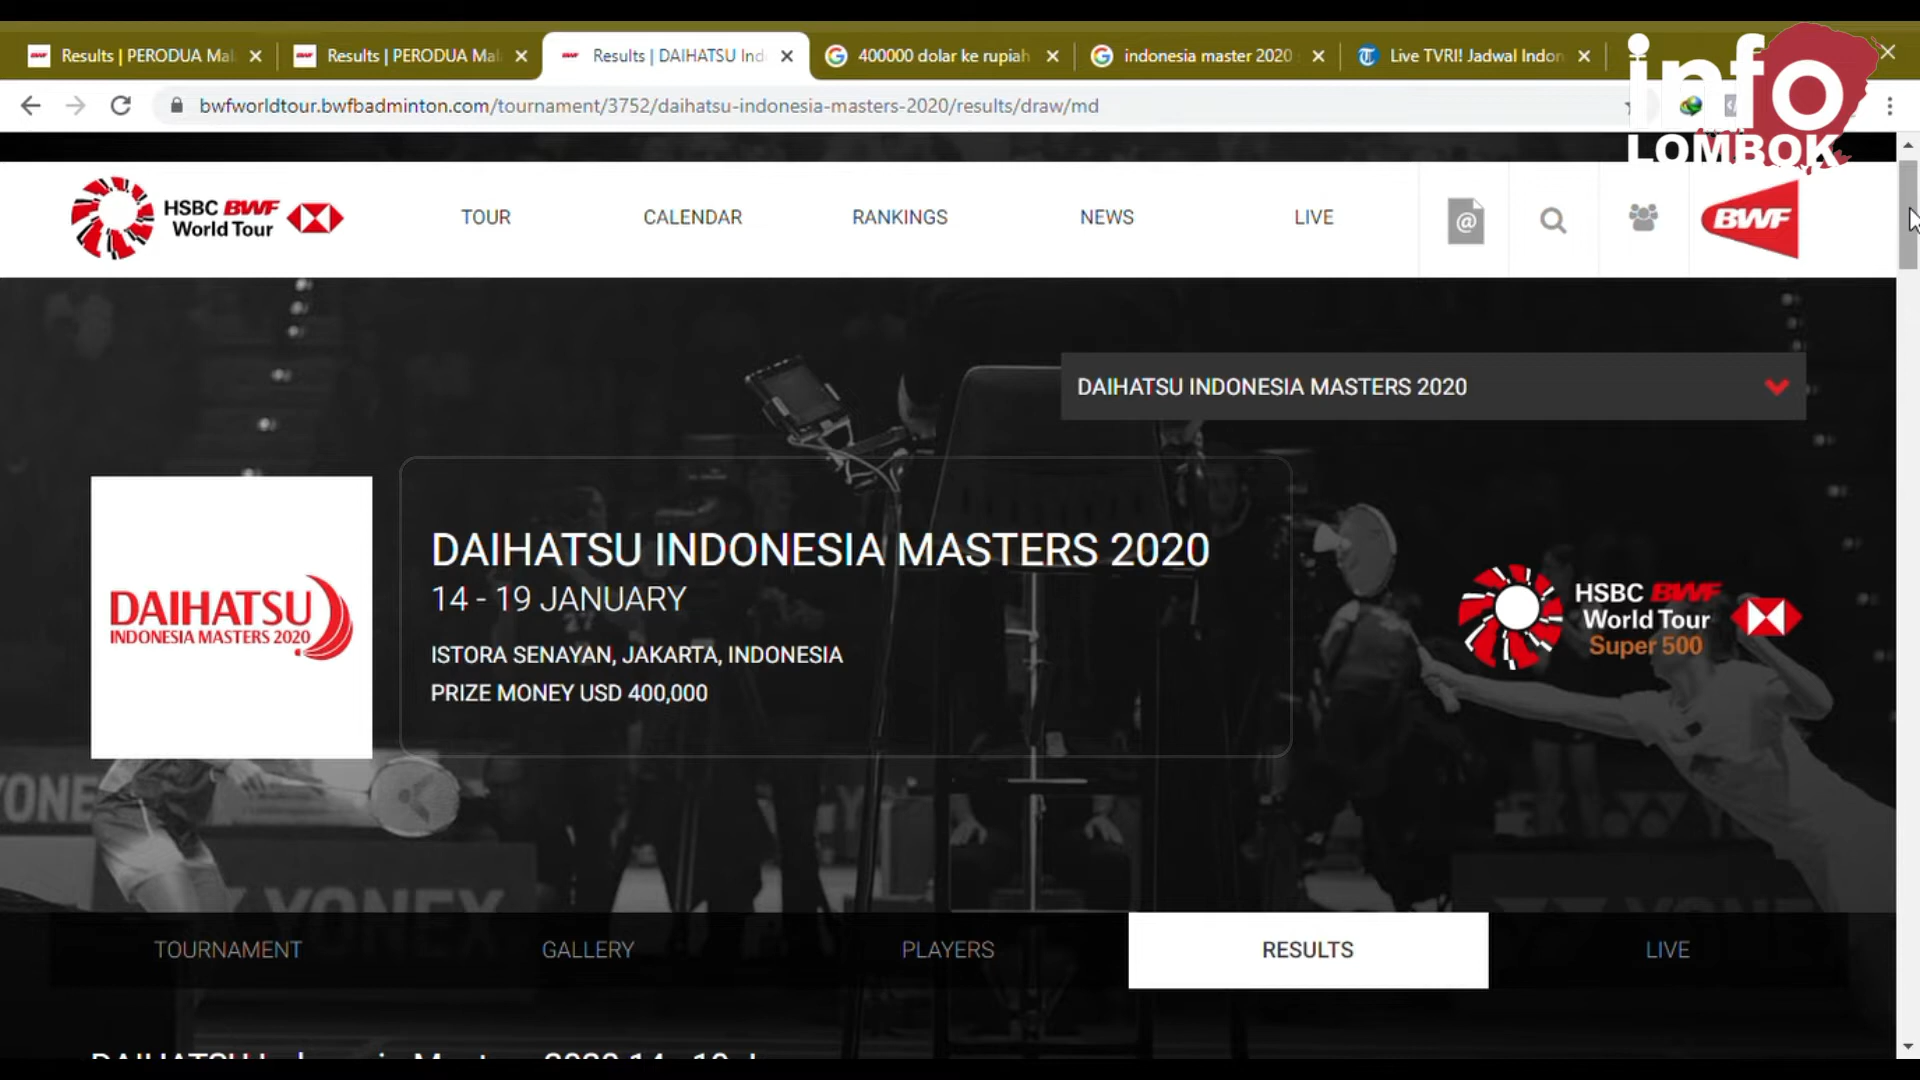 Results | PERODUA Mal
Results | PERODUA Mal
Results | DAIHATSU Ind
400000 dolar ke rupiah
indonesia master 2020
Live TVRI! Jadwal Indon
info
LOMBOK
bwfworldtour.bwfbadminton.com/tournament/3752/daihatsu-indonesia-masters-2020/results/draw/md
HSBC BWF
World Tour
TOUR
CALENDAR
RANKINGS
NEWS
LIVE
@
BWF
DAIHATSU INDONESIA MASTERS 2020
DAIHATSU
INDONESIA MASTERS 2020
DAIHATSU INDONESIA MASTERS 2020
14 - 19 JANUARY
ISTORA SENAYAN, JAKARTA, INDONESIA
PRIZE MONEY USD 400,000
HSBC BWF
World Tour
Super 500
YONEX
TOURNAMENT
GALLERY
PLAYERS
RESULTS
LIVE